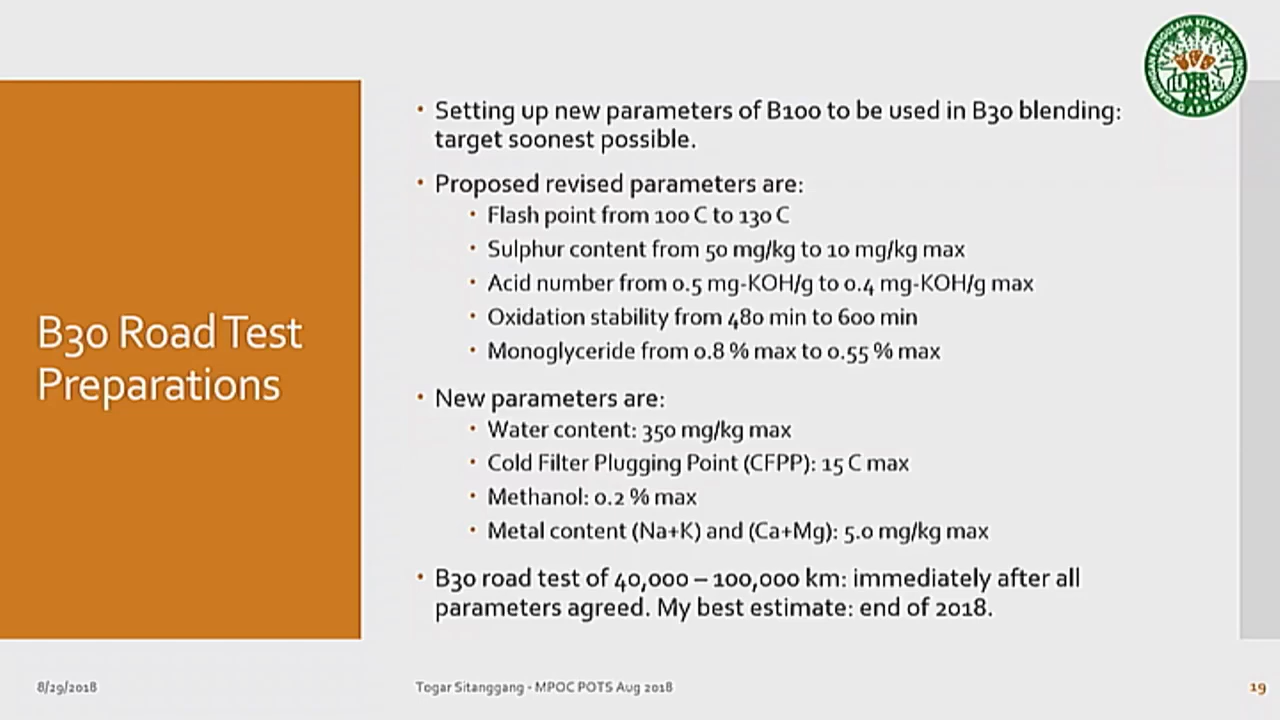 GABUNGAN PENGUSAHA KELAPA SAWIT INDONESIA
GAPKI
B30 Road Test
Preparations
• Setting up new parameters of B100 to be used in B30 blending:
target soonest possible.
• Proposed revised parameters are:
• Flash point from 100 C to 130 C
• Sulphur content from 50 mg/kg to 10 mg/kg max
• Acid number from 0.5 mg-KOH/g to 0.4 mg-KOH/g max
• Oxidation stability from 480 min to 600 min
• Monoglyceride from 0.8 % max to 0.55 % max
• New parameters are:
• Water content: 350 mg/kg max
• Cold Filter Plugging Point (CFPP): 15 C max
• Methanol: 0.2 % max
• Metal content (Na+K) and (Ca+Mg): 5.0 mg/kg max
• B30 road test of 40,000 – 100,000 km: immediately after all
parameters agreed. My best estimate: end of 2018.
8/29/2018
Togar Sitanggang - MPOC POTS Aug 2018
19